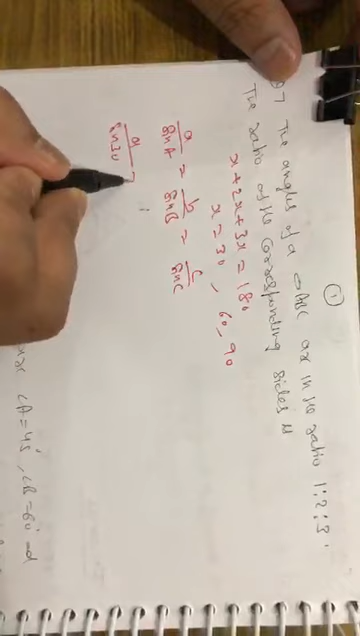 ①
Q7 The angles of a △ABC are in the ratio 1:2:3.
The ratio of the corresponding sides is
x+2x+3x=180
x=30, 60, 90
a/SinA = b/SinB = c/SinC
a/Sin30 =
∠A=45, ∠B=60 and